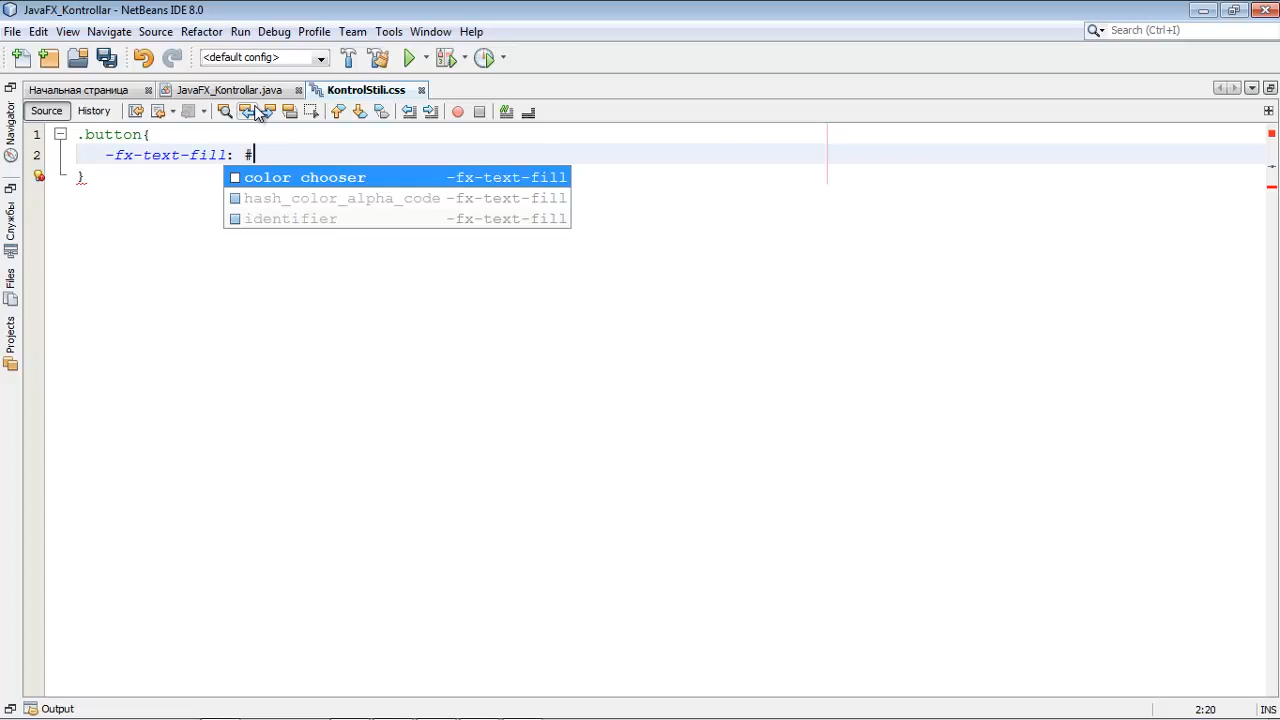 JavaFX_Kontrollar - NetBeans IDE 8.0
File Edit View Navigate Source Refactor Run Debug Profile Team Tools Window Help
Search (Ctrl+I)
<default config>
Начальная страница JavaFX_Kontrollar.java KontrolStili.css
Source History
Navigator
Службы
Files
Projects
1 .button{
2 -fx-text-fill: #
}
color chooser -fx-text-fill
hash_color_alpha_code -fx-text-fill
identifier -fx-text-fill
Output
2:20 INS